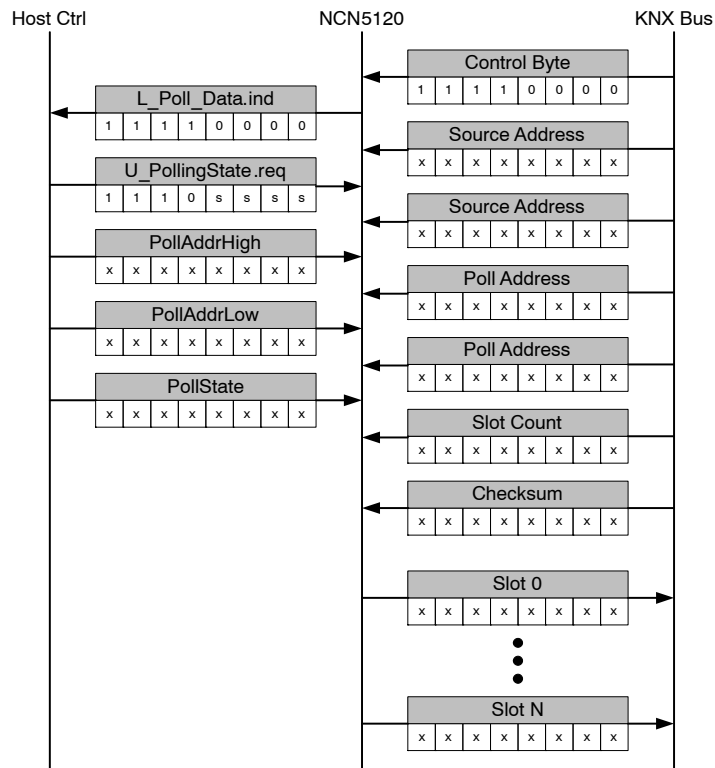 Host Ctrl NCN5120 KNX Bus
Control Byte
1 1 1 1 0 0 0 0
L_Poll_Data.ind
1 1 1 1 0 0 0 0
Source Address
x x x x x x x x
U_PollingState.req
1 1 1 0 s s s s
Source Address
x x x x x x x x
PollAddrHigh
x x x x x x x x
Poll Address
x x x x x x x x
PollAddrLow
x x x x x x x x
Poll Address
x x x x x x x x
PollState
x x x x x x x x
Slot Count
x x x x x x x x
Checksum
x x x x x x x x
Slot 0
x x x x x x x x
Slot N
x x x x x x x x